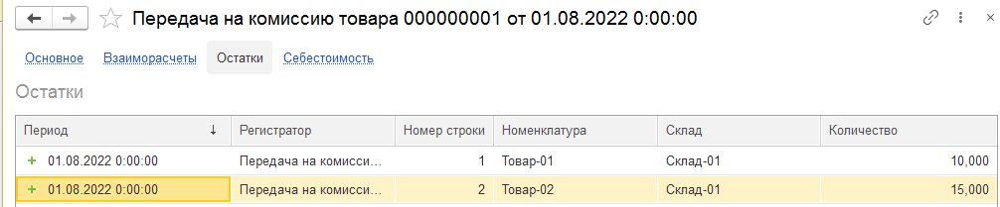 Передача на комиссию товара 000000001 от 01.08.2022 0:00:00
Основное Взаиморасчеты Остатки Себестоимость
Остатки
Период ↓ Регистратор Номер строки Номенклатура Склад Количество
01.08.2022 0:00:00 Передача на комисси... 1 Товар-01 Склад-01 10,000
01.08.2022 0:00:00 Передача на комисси... 2 Товар-02 Склад-01 15,000